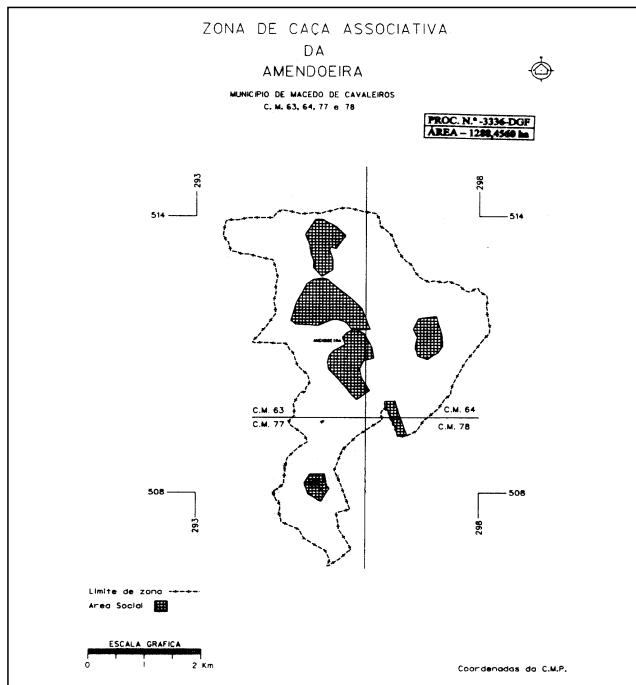 ZONA DE CAÇA ASSOCIATIVA
DA
AMENDOEIRA
MUNICIPIO DE MACEDO DE CAVALEIROS
C. M. 63, 64, 77 e 78
PROC. N.º -3336-DGF
ÁREA – 1288,4560 ha
293
298
514
514
AMENDOEIRA
C.M. 63
C.M. 64
C.M. 77
C.M. 78
508
508
293
298
Limite de zona
Area Social
ESCALA GRAFICA
0 1 2 Km
Coordenadas da C.M.P.